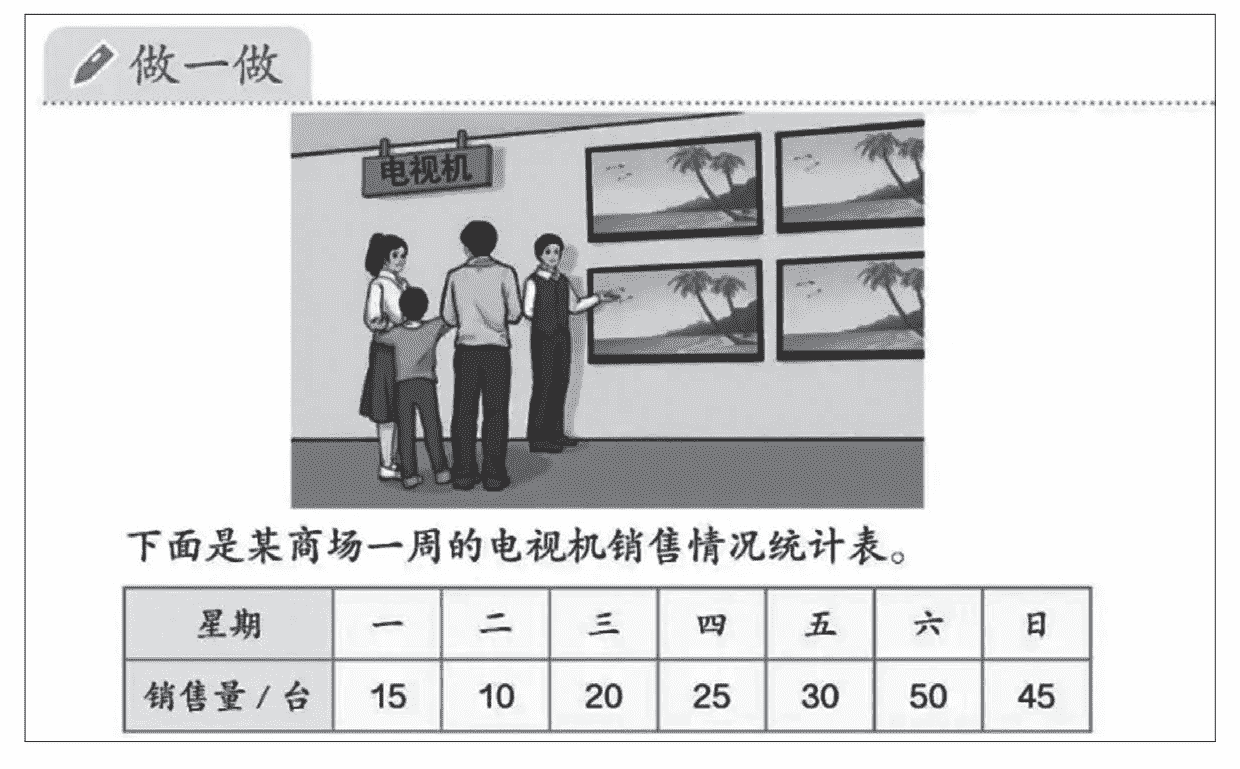 做一做
电视机
下面是某商场一周的电视机销售情况统计表。
星期 一 二 三 四 五 六 日
销售量/台 15 10 20 25 30 50 45